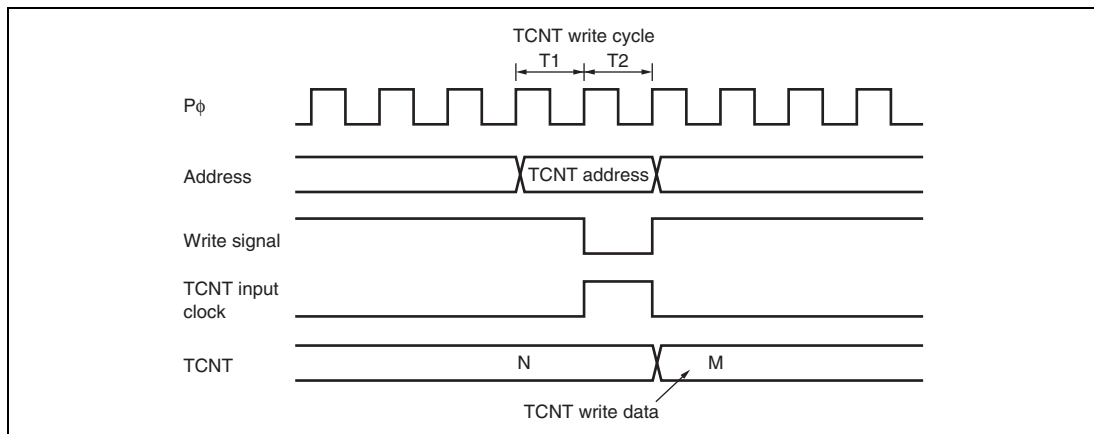 TCNT write cycle
T1 T2
Pϕ
Address
TCNT address
Write signal
TCNT input
clock
TCNT
N M
TCNT write data